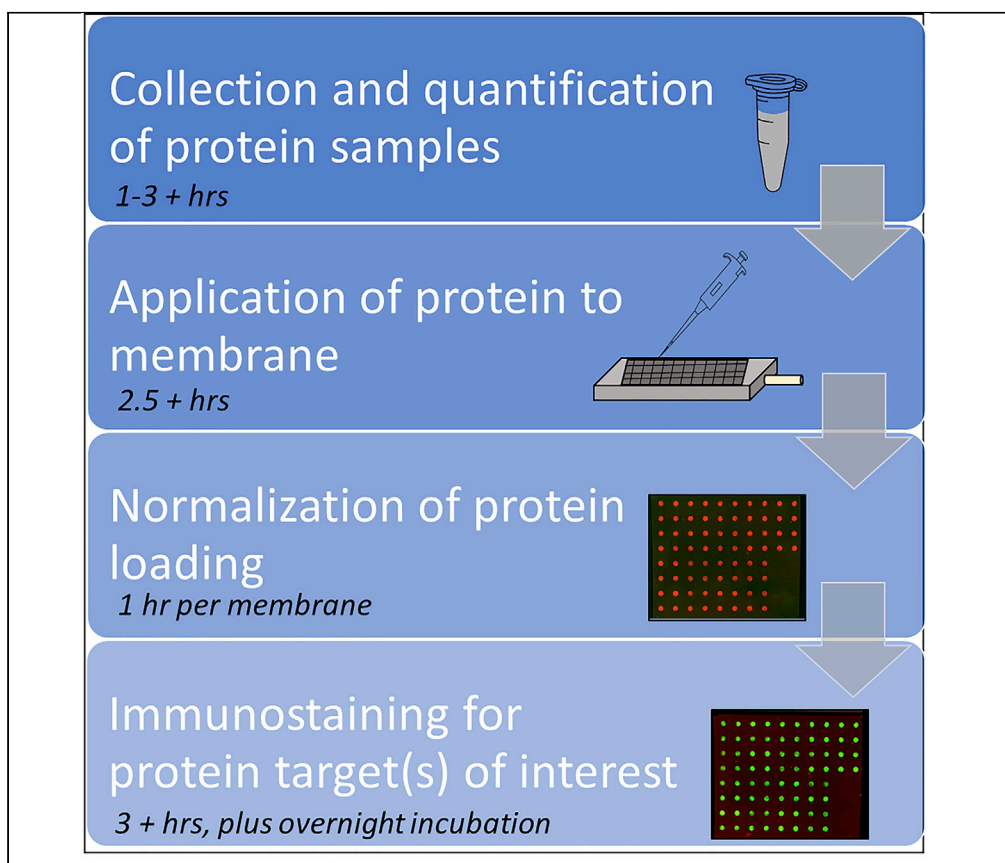 Collection and quantification
of protein samples
1-3 + hrs
Application of protein to
membrane
2.5 + hrs
Normalization of protein
loading
1 hr per membrane
Immunostaining for
protein target(s) of interest
3 + hrs, plus overnight incubation